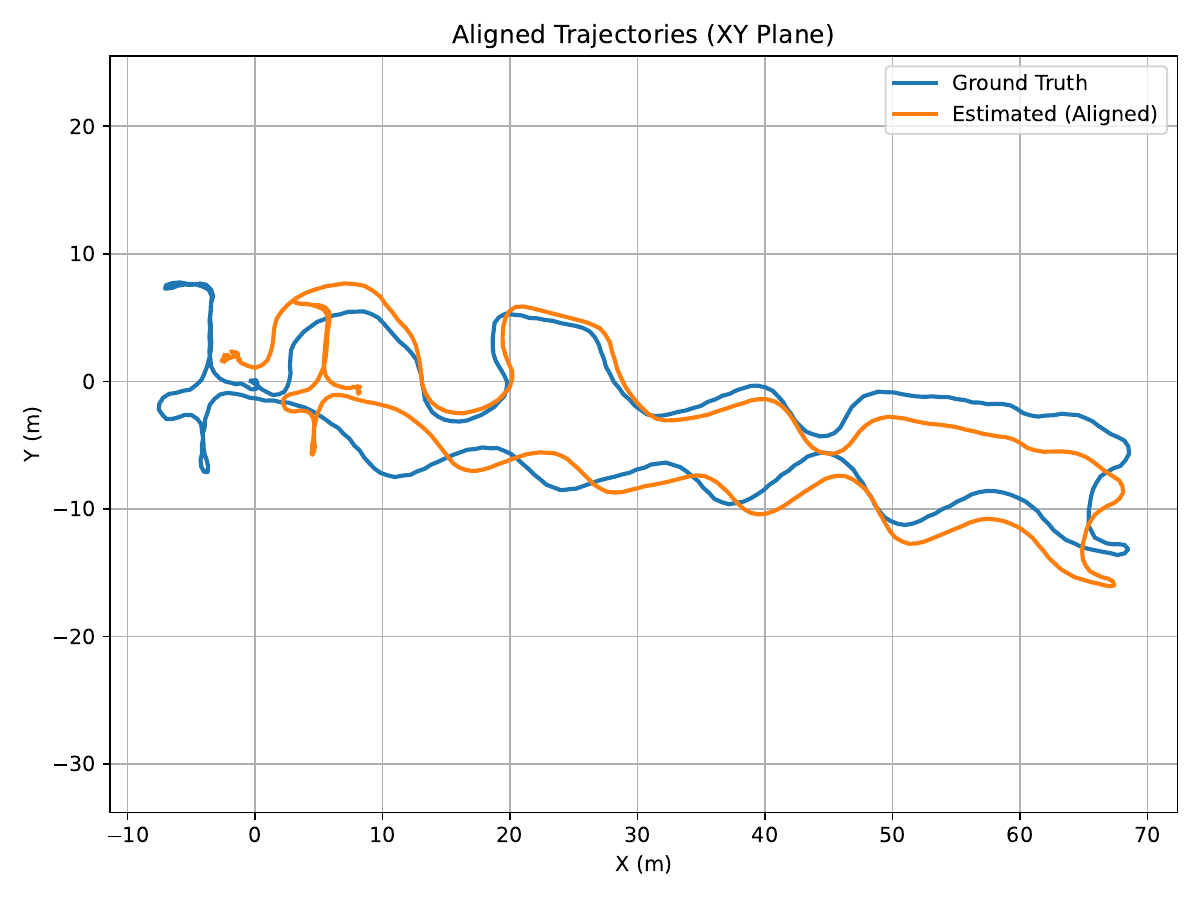 Aligned Trajectories (XY Plane)
Ground Truth
Estimated (Aligned)
20
10
0
−10
−20
−30
Y (m)
−10 0 10 20 30 40 50 60 70
X (m)